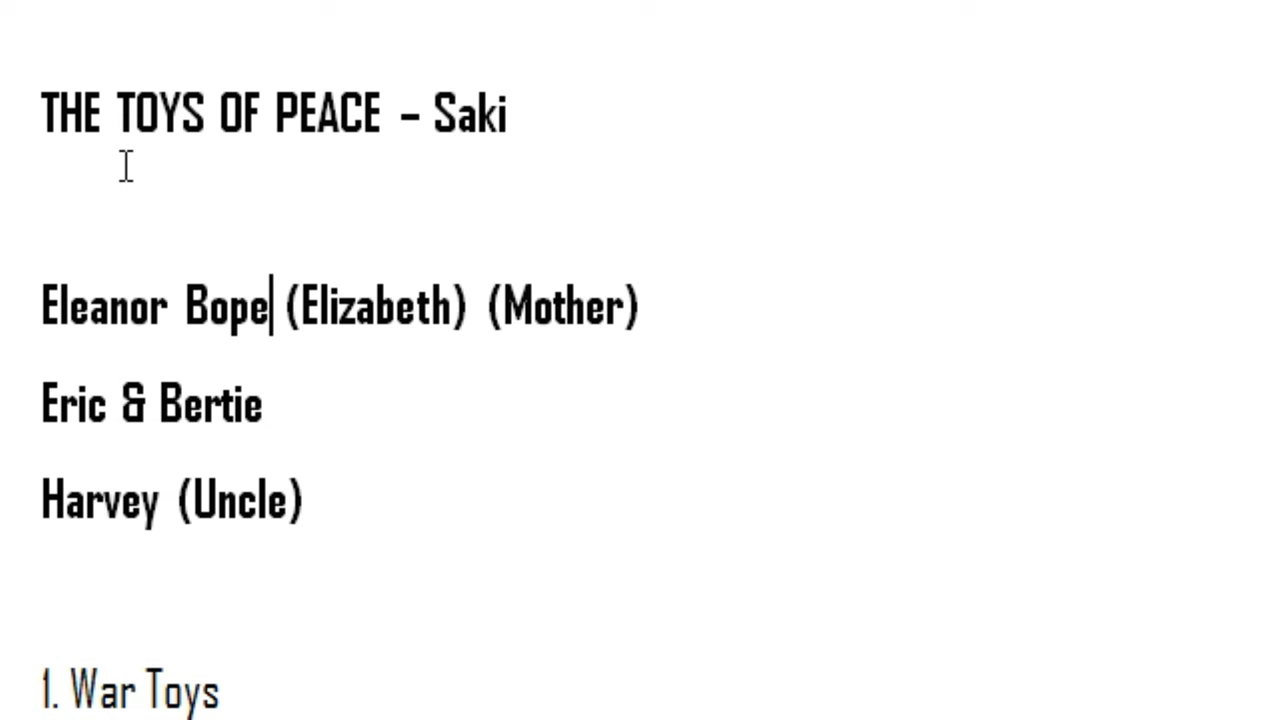 THE TOYS OF PEACE – Saki
Eleanor Bope (Elizabeth) (Mother)
Eric & Bertie
Harvey (Uncle)
1. War Toys